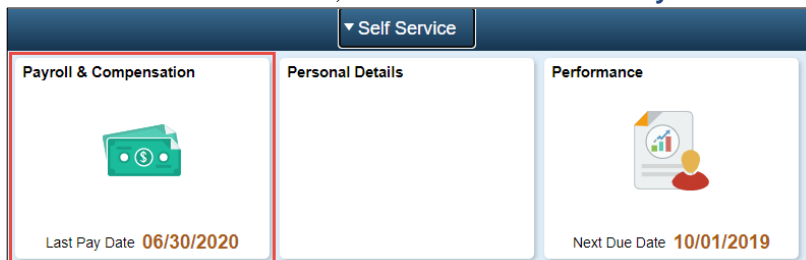 ▾ Self Service
Payroll & Compensation
Personal Details
Performance
Last Pay Date 06/30/2020
Next Due Date 10/01/2019